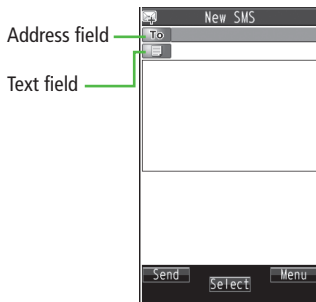 New SMS
Address field
To
Text field
Send
Select
Menu